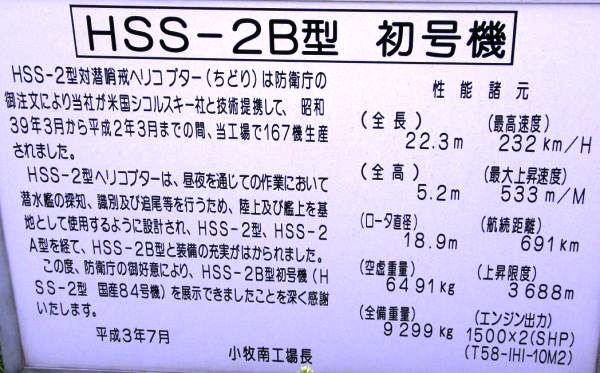 HSS-2B型 初号機
HSS-2型対潜哨戒ヘリコプター(ちどり)は防衛庁の
御注文により当社が米国シコルスキー社と技術提携して、昭和
39年3月から平成2年3月までの間、当工場で167機生産
されました。
HSS-2型ヘリコプターは、昼夜を通じての作業において
潜水艦の探知、識別及び追尾等を行うため、陸上及び艦上を基
地として使用するように設計され、HSS-2型、HSS-2
A型を経て、HSS-2B型と装備の充実がはかられました。
この度、防衛庁の御好意により、HSS-2B型初号機(H
SS-2型 国産84号機)を展示できましたことを深く感謝
いたします。
平成3年7月
小牧南工場長
性能諸元
(全長) (最高速度)
22.3m 232km/H
(全高) (最大上昇速度)
5.2m 533m/M
(ロータ直径) (航続距離)
18.9m 691km
(空虚重量) (上昇限度)
6491kg 3688m
(全備重量) (エンジン出力)
9299kg 1500×2(SHP)
(T58-IHI-10M2)